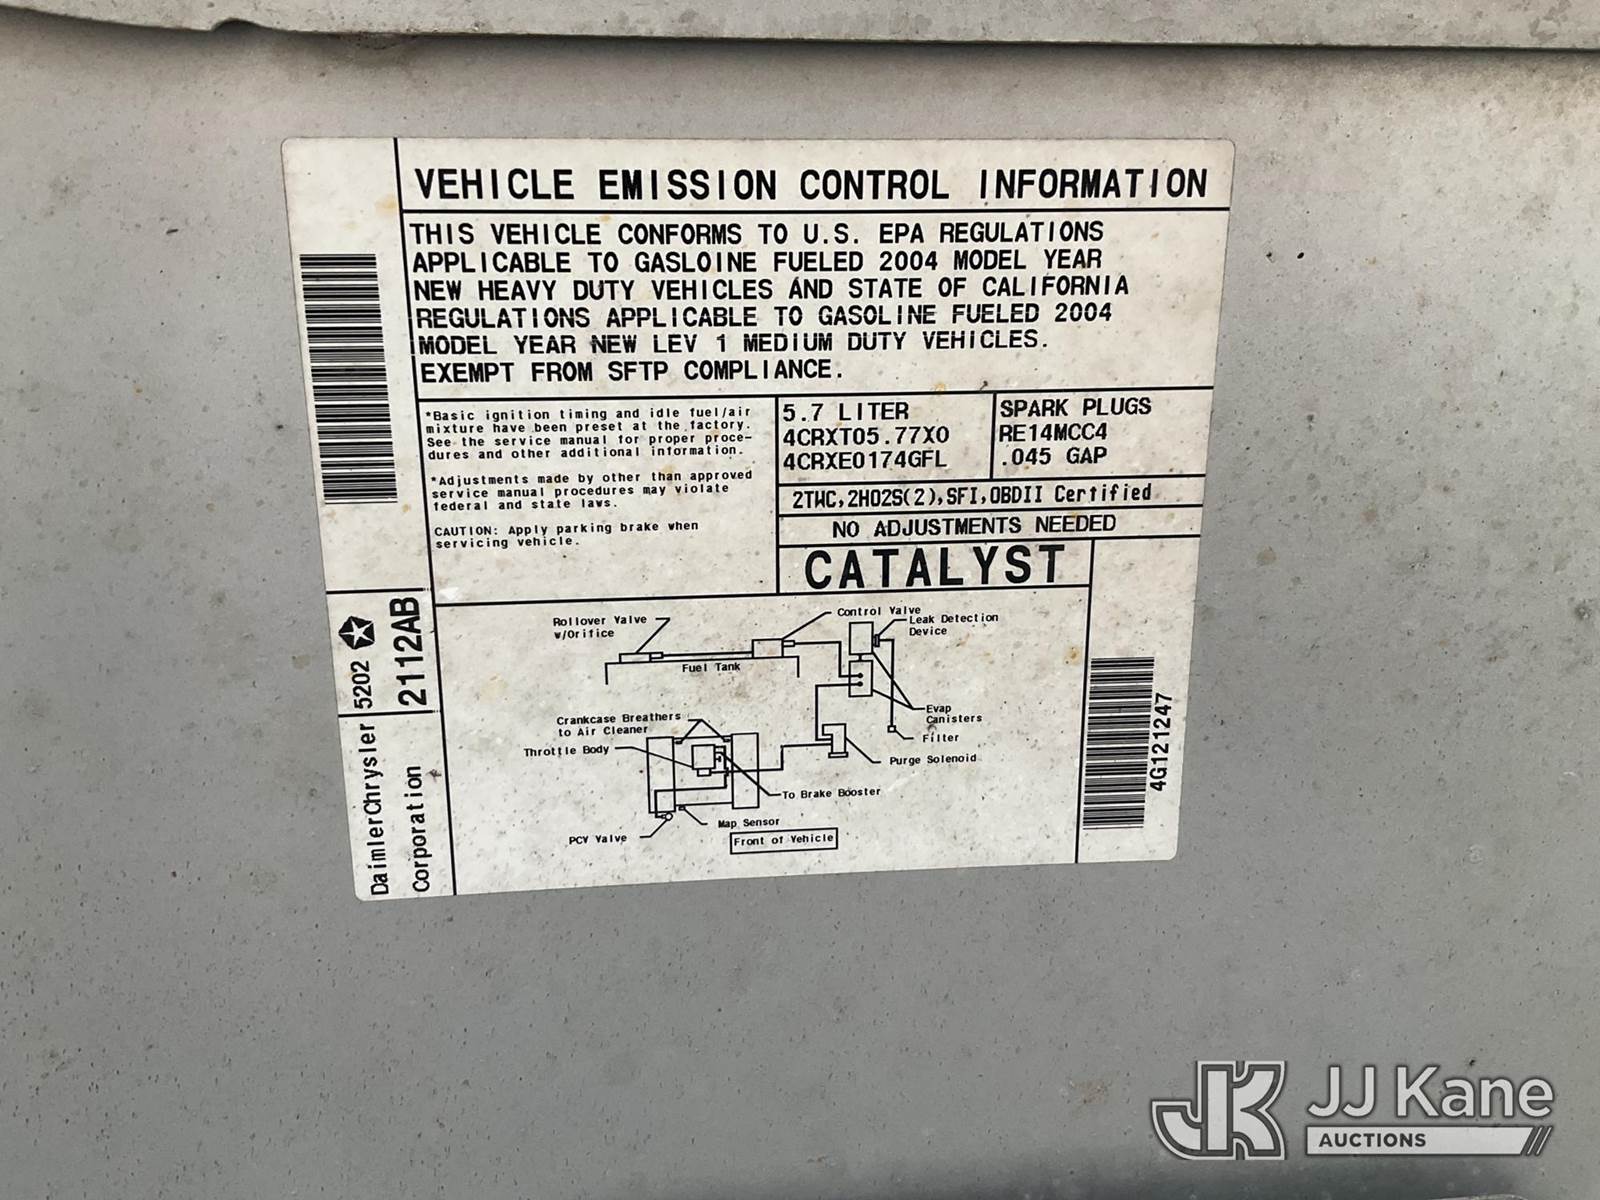 VEHICLE EMISSION CONTROL INFORMATION
THIS VEHICLE CONFORMS TO U.S. EPA REGULATIONS
APPLICABLE TO GASLOINE FUELED 2004 MODEL YEAR
NEW HEAVY DUTY VEHICLES AND STATE OF CALIFORNIA
REGULATIONS APPLICABLE TO GASOLINE FUELED 2004
MODEL YEAR NEW LEV 1 MEDIUM DUTY VEHICLES.
EXEMPT FROM SFTP COMPLIANCE.
*Basic ignition timing and idle fuel/air
mixture have been preset at the factory.
See the service manual for proper proce-
dures and other additional information.
*Adjustments made by other than approved
service manual procedures may violate
federal and state laws.
CAUTION: Apply parking brake when
servicing vehicle.
5.7 LITER
4CRXT05.77X0
4CRXE0174GFL
SPARK PLUGS
RE14MCC4
.045 GAP
2TWC,2HO2S(2),SFI,OBDII Certified
NO ADJUSTMENTS NEEDED
CATALYST
Rollover Valve
w/Orifice
Control Valve
Leak Detection
Device
Fuel Tank
Evap
Canisters
Filter
Purge Solenoid
Crankcase Breathers
to Air Cleaner
Throttle Body
To Brake Booster
Map Sensor
PCV Valve
Front of Vehicle
DaimlerChrysler
Corporation
5202
2112AB
4G121247
JK
JJ Kane
AUCTIONS